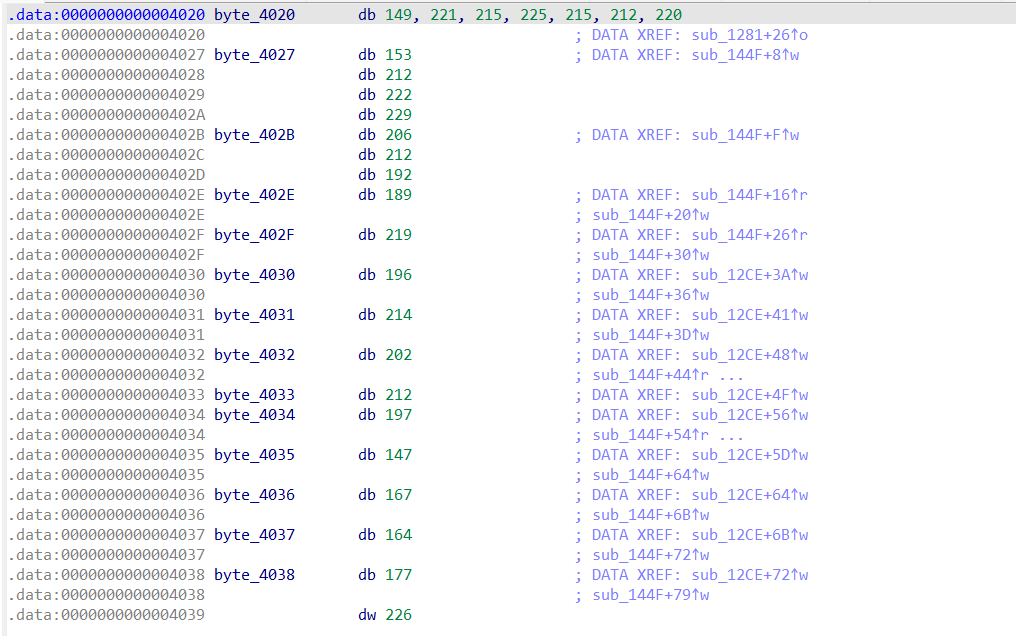 .data:0000000000004020 byte_4020 db 149, 221, 215, 225, 215, 212, 220
.data:0000000000004020 ; DATA XREF: sub_1281+26↑o
.data:0000000000004027 byte_4027 db 153 ; DATA XREF: sub_144F+8↑w
.data:0000000000004028 db 212
.data:0000000000004029 db 222
.data:000000000000402A db 229
.data:000000000000402B byte_402B db 206 ; DATA XREF: sub_144F+F↑w
.data:000000000000402C db 212
.data:000000000000402D db 192
.data:000000000000402E byte_402E db 189 ; DATA XREF: sub_144F+16↑r
.data:000000000000402E ; sub_144F+20↑w
.data:000000000000402F byte_402F db 219 ; DATA XREF: sub_144F+26↑r
.data:000000000000402F ; sub_144F+30↑w
.data:0000000000004030 byte_4030 db 196 ; DATA XREF: sub_12CE+3A↑w
.data:0000000000004030 ; sub_144F+36↑w
.data:0000000000004031 byte_4031 db 214 ; DATA XREF: sub_12CE+41↑w
.data:0000000000004031 ; sub_144F+3D↑w
.data:0000000000004032 byte_4032 db 202 ; DATA XREF: sub_12CE+48↑w
.data:0000000000004032 ; sub_144F+44↑r ...
.data:0000000000004033 byte_4033 db 212 ; DATA XREF: sub_12CE+4F↑w
.data:0000000000004034 byte_4034 db 197 ; DATA XREF: sub_12CE+56↑w
.data:0000000000004034 ; sub_144F+54↑r ...
.data:0000000000004035 byte_4035 db 147 ; DATA XREF: sub_12CE+5D↑w
.data:0000000000004035 ; sub_144F+64↑w
.data:0000000000004036 byte_4036 db 167 ; DATA XREF: sub_12CE+64↑w
.data:0000000000004036 ; sub_144F+6B↑w
.data:0000000000004037 byte_4037 db 164 ; DATA XREF: sub_12CE+6B↑w
.data:0000000000004037 ; sub_144F+72↑w
.data:0000000000004038 byte_4038 db 177 ; DATA XREF: sub_12CE+72↑w
.data:0000000000004038 ; sub_144F+79↑w
.data:0000000000004039 dw 226